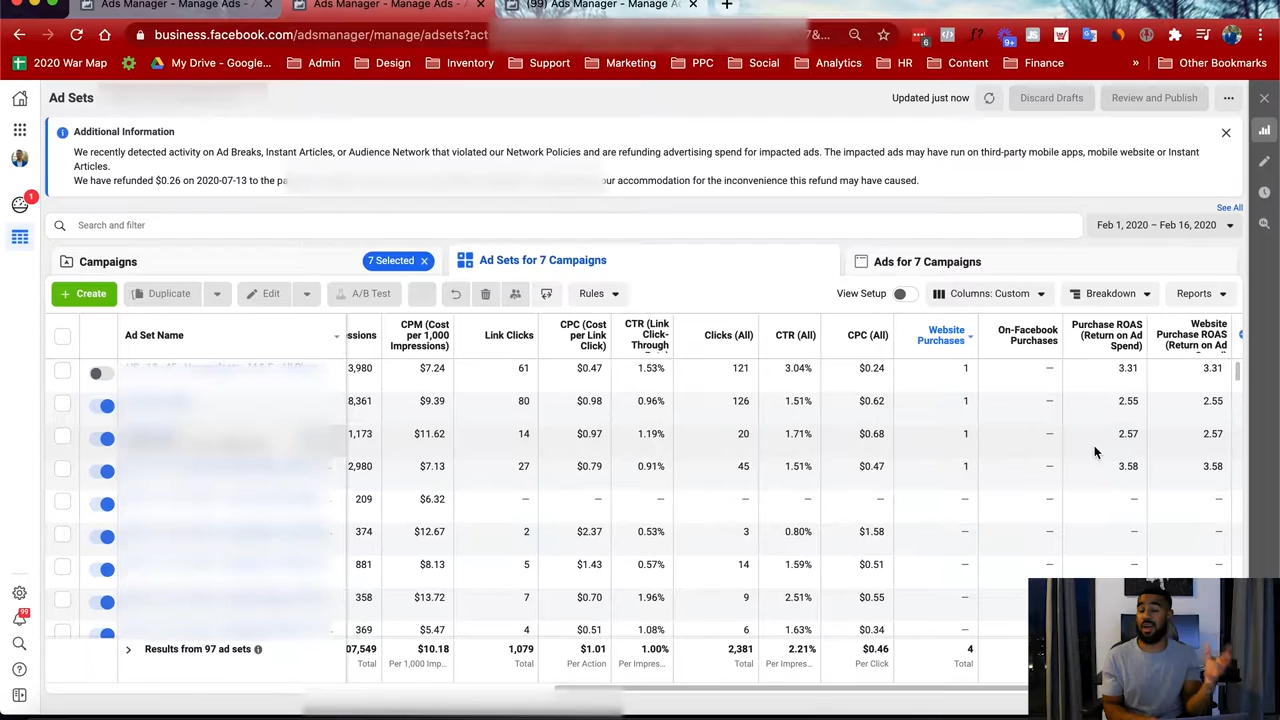 Ads Manager - Manage Ads -
Ads Manager - Manage Ads -
(99) Ads Manager - Manage Ad
business.facebook.com/adsmanager/manage/adsets?act
7&...
6
9+
2020 War Map
My Drive - Google...
Admin
Design
Inventory
Support
Marketing
PPC
Social
Analytics
HR
Content
Finance
»
Other Bookmarks
Ad Sets
Updated just now
Discard Drafts
Review and Publish
Additional Information
We recently detected activity on Ad Breaks, Instant Articles, or Audience Network that violated our Network Policies and are refunding advertising spend for impacted ads. The impacted ads may have run on third-party mobile apps, mobile website or Instant
Articles.
We have refunded $0.26 on 2020-07-13 to the pa
our accommodation for the inconvenience this refund may have caused.
1
See All
Search and filter
Feb 1, 2020 – Feb 16, 2020
Campaigns
7 Selected
Ad Sets for 7 Campaigns
Ads for 7 Campaigns
+ Create
Duplicate
Edit
A/B Test
Rules
View Setup
Columns: Custom
Breakdown
Reports
Ad Set Name
ssions
CPM (Cost per 1,000 Impressions)
Link Clicks
CPC (Cost per Link Click)
CTR (Link Click-Through
Clicks (All)
CTR (All)
CPC (All)
Website Purchases
On-Facebook Purchases
Purchase ROAS (Return on Ad Spend)
Website Purchase ROAS (Return on Ad
3,980 $7.24 61 $0.47 1.53% 121 3.04% $0.24 1 — 3.31 3.31
8,361 $9.39 80 $0.98 0.96% 126 1.51% $0.62 1 — 2.55 2.55
1,173 $11.62 14 $0.97 1.19% 20 1.71% $0.68 1 — 2.57 2.57
2,980 $7.13 27 $0.79 0.91% 45 1.51% $0.47 1 — 3.58 3.58
209 $6.32 — — — — — — — — — —
374 $12.67 2 $2.37 0.53% 3 0.80% $1.58 — — — —
881 $8.13 5 $1.43 0.57% 14 1.59% $0.51 — — — —
358 $13.72 7 $0.70 1.96% 9 2.51% $0.55 —
369 $5.47 4 $0.51 1.08% 6 1.63% $0.34 —
99
Results from 97 ad sets
07,549 $10.18 1,079 $1.01 1.00% 2,381 2.21% $0.46 4
Total Per 1,000 Imp... Total Per Action Per Impres... Total Per Impres... Per Click Total